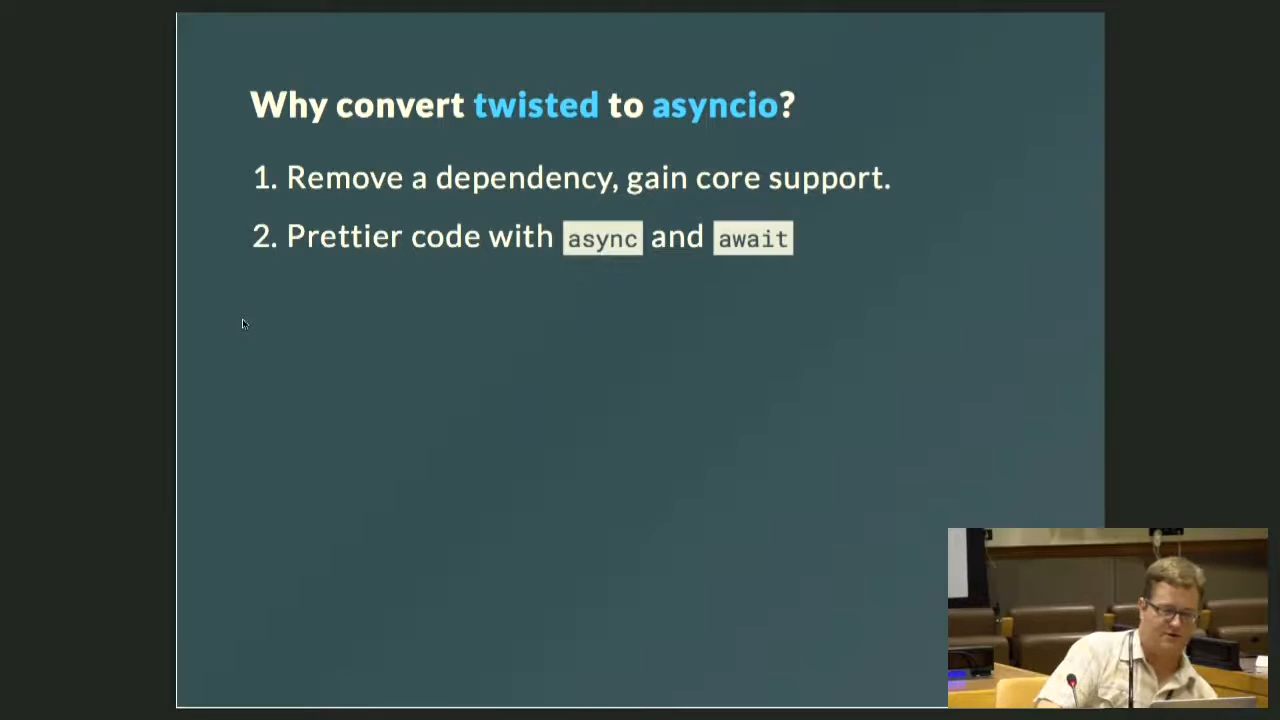 Why convert twisted to asyncio?
1. Remove a dependency, gain core support.
2. Prettier code with async and await